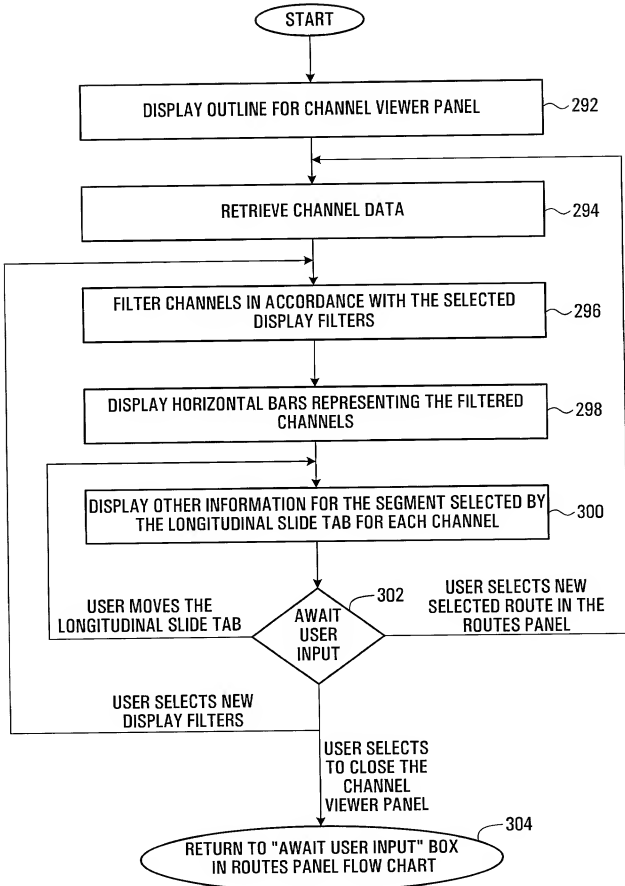 START
DISPLAY OUTLINE FOR CHANNEL VIEWER PANEL
292
RETRIEVE CHANNEL DATA
294
FILTER CHANNELS IN ACCORDANCE WITH THE SELECTED
DISPLAY FILTERS
296
DISPLAY HORIZONTAL BARS REPRESENTING THE FILTERED
CHANNELS
298
DISPLAY OTHER INFORMATION FOR THE SEGMENT SELECTED BY
THE LONGITUDINAL SLIDE TAB FOR EACH CHANNEL
300
USER MOVES THE
LONGITUDINAL SLIDE TAB
AWAIT
USER
INPUT
302
USER SELECTS NEW
SELECTED ROUTE IN THE
ROUTES PANEL
USER SELECTS NEW
DISPLAY FILTERS
USER SELECTS
TO CLOSE THE
CHANNEL
VIEWER PANEL
RETURN TO "AWAIT USER INPUT" BOX
IN ROUTES PANEL FLOW CHART
304